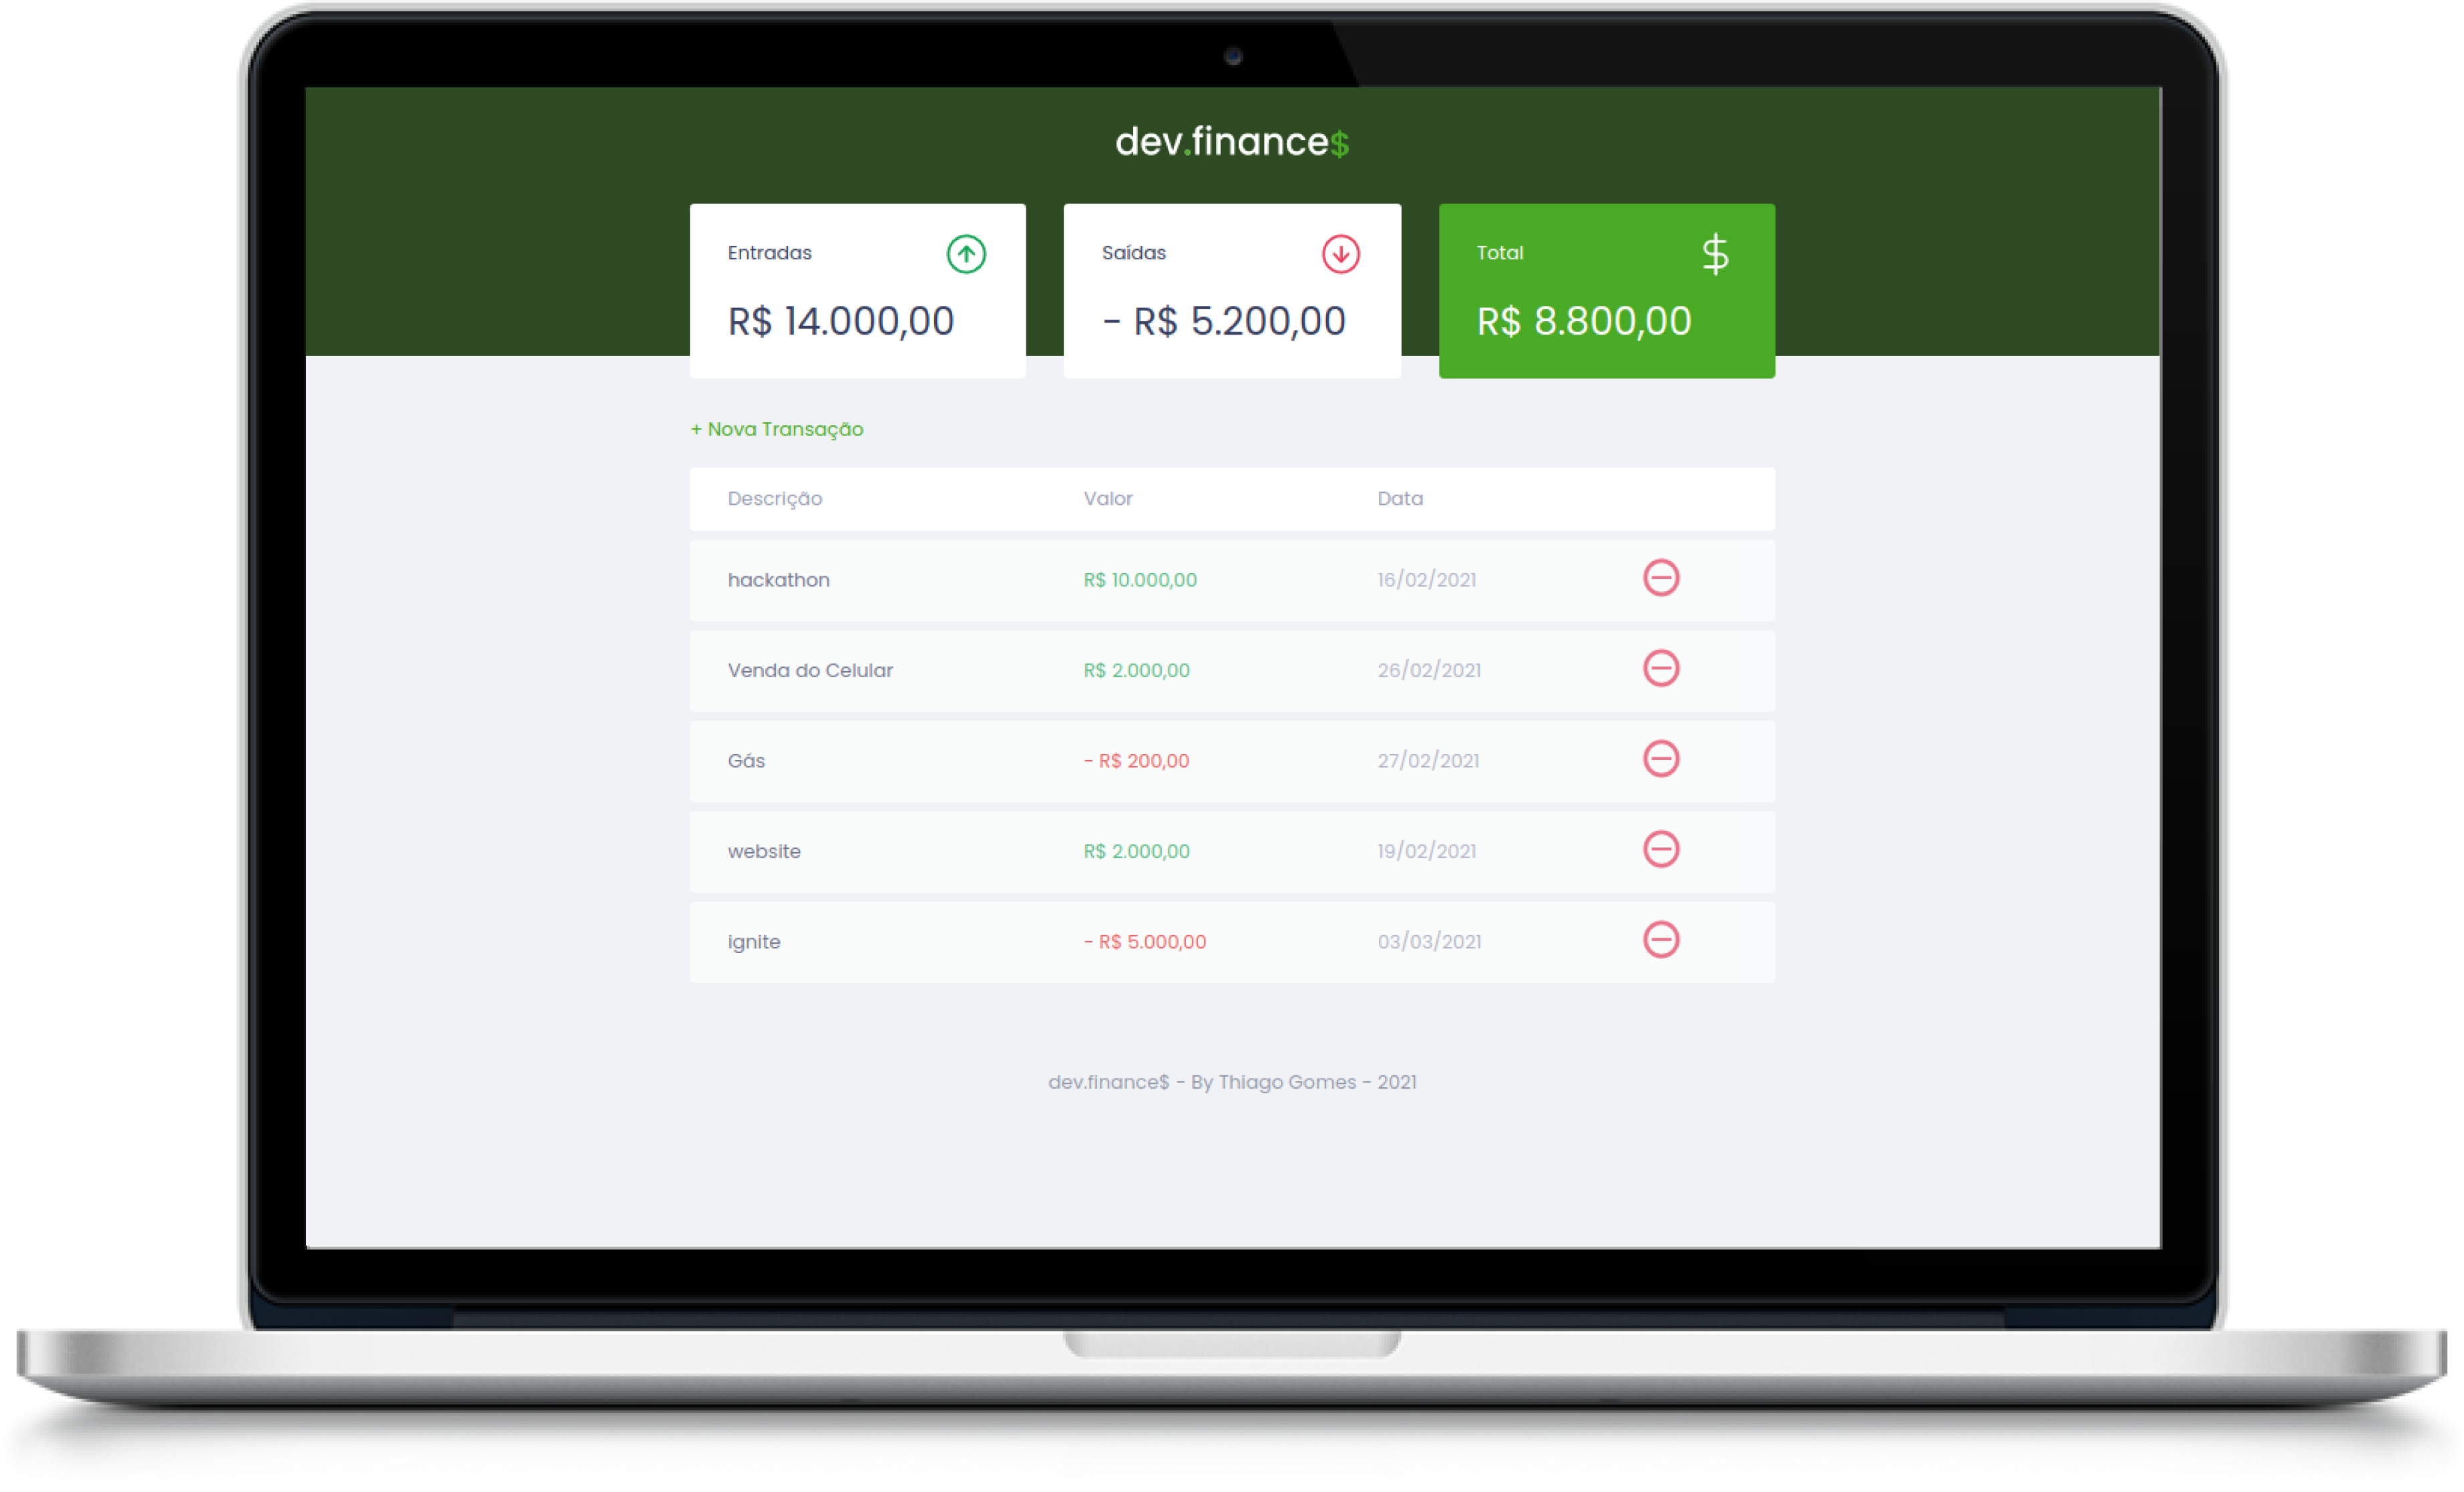 dev.finance$
Entradas
R$ 14.000,00
Saídas
- R$ 5.200,00
Total
$
R$ 8.800,00
+ Nova Transação
Descrição Valor Data
hackathon R$ 10.000,00 16/02/2021
Venda do Celular R$ 2.000,00 26/02/2021
Gás - R$ 200,00 27/02/2021
website R$ 2.000,00 19/02/2021
ignite - R$ 5.000,00 03/03/2021
dev.finance$ - By Thiago Gomes - 2021